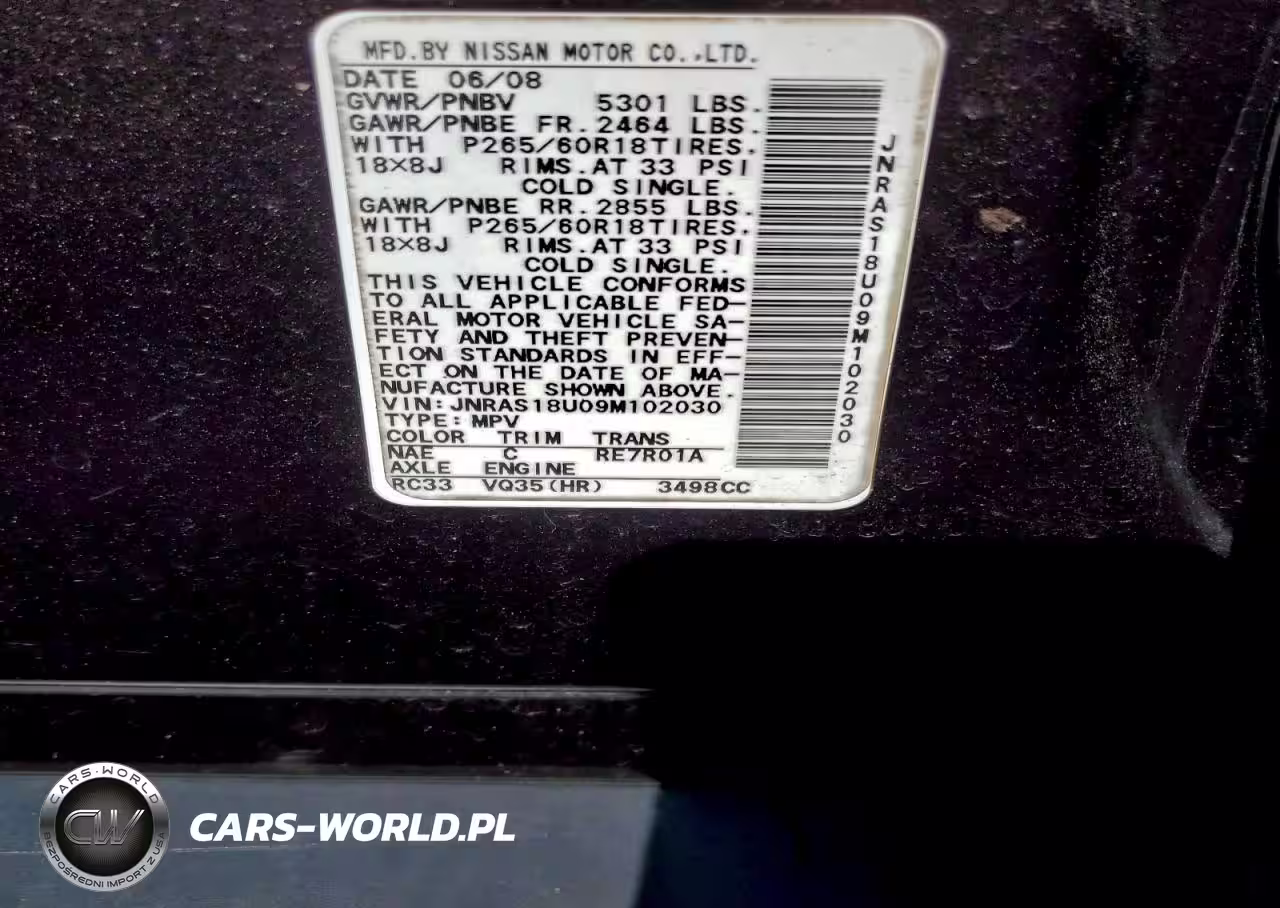 MFD.BY NISSAN MOTOR CO.,LTD.
DATE 06/08
GVWR/PNBV 5301 LBS.
GAWR/PNBE FR.2464 LBS.
WITH P265/60R18TIRES.
18X8J RIMS.AT 33 PSI
COLD SINGLE.
GAWR/PNBE RR.2855 LBS.
WITH P265/60R18TIRES.
18X8J RIMS.AT 33 PSI
COLD SINGLE.
THIS VEHICLE CONFORMS
TO ALL APPLICABLE FED-
ERAL MOTOR VEHICLE SA-
FETY AND THEFT PREVEN-
TION STANDARDS IN EFF-
ECT ON THE DATE OF MA-
NUFACTURE SHOWN ABOVE.
VIN:JNRAS18U09M102030
TYPE:MPV
COLOR TRIM TRANS
NAE C RE7R01A
AXLE ENGINE
RC33 VQ35(HR) 3498CC
JNRAS18U09M102030
CARS-WORLD
CW
BEZPOŚREDNI IMPORT Z USA
CARS-WORLD.PL